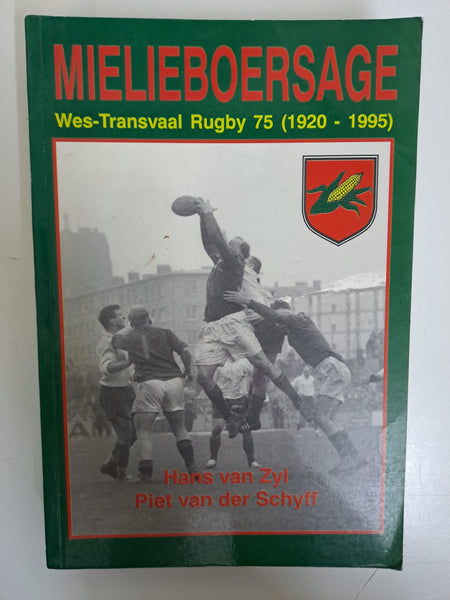 MIELIEBOERSAGE
Wes-Transvaal Rugby 75 (1920 - 1995)
Hans van Zyl
Piet van der Schyff